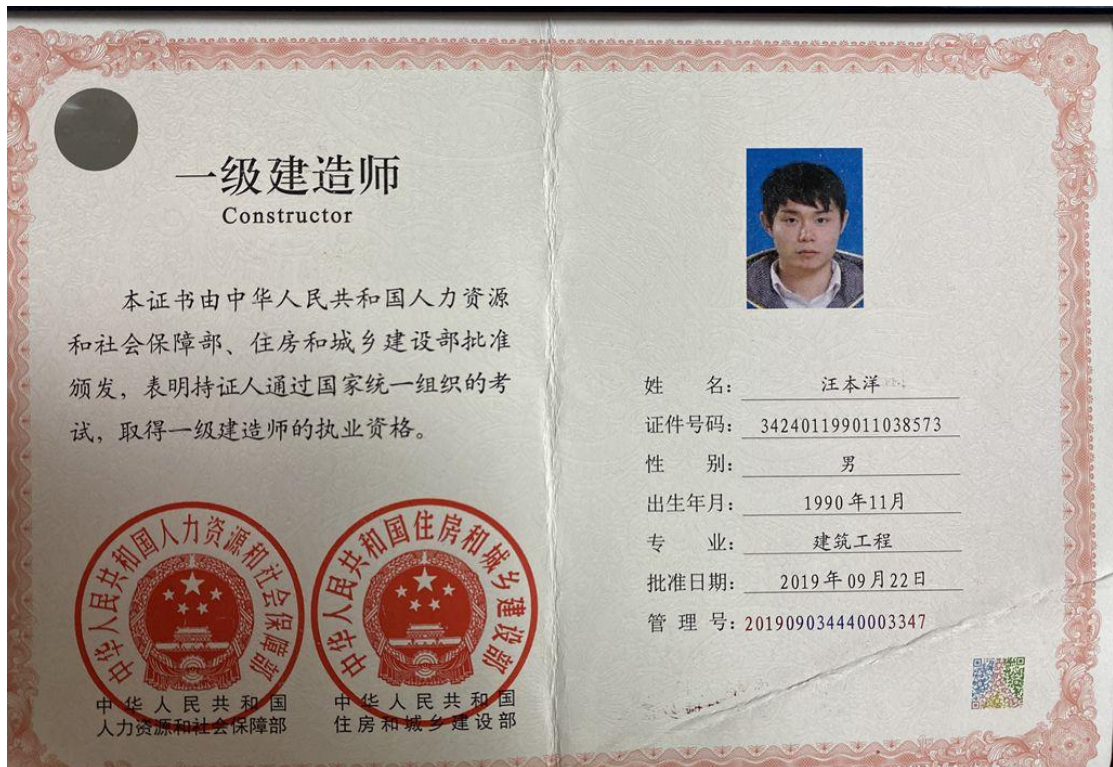 一级建造师
Constructor
本证书由中华人民共和国人力资源
和社会保障部、住房和城乡建设部批准
颁发，表明持证人通过国家统一组织的考
试，取得一级建造师的执业资格。
中华人民共和国人力资源和社会保障部
中华人民共和国住房和城乡建设部
中华人民共和国
人力资源和社会保障部
中华人民共和国
住房和城乡建设部
姓 名： 汪本洋
证件号码： 342401199011038573
性 别： 男
出生年月： 1990年11月
专 业： 建筑工程
批准日期： 2019年09月22日
管 理 号： 201909034440003347